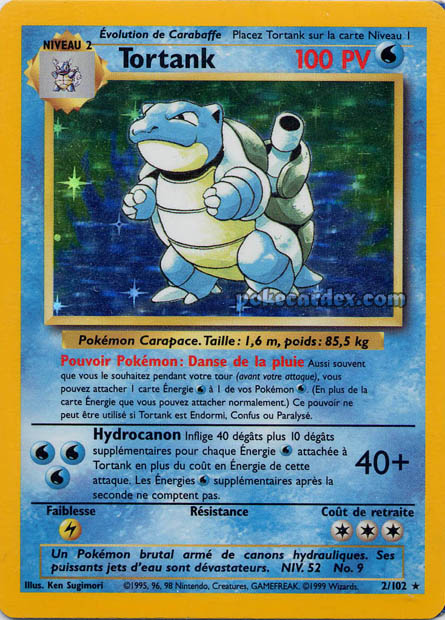 Évolution de Carabaffe Placez Tortank sur la carte Niveau 1
NIVEAU 2
Tortank 100 PV
pokecardex.com
Pokémon Carapace. Taille: 1,6 m, poids: 85,5 kg
Pouvoir Pokémon: Danse de la pluie Aussi souvent
que vous le souhaitez pendant votre tour (avant votre attaque), vous
pouvez attacher 1 carte Énergie à 1 de vos Pokémon . (En plus de la
carte Énergie que vous pouvez attacher normalement.) Ce pouvoir ne
peut être utilisé si Tortank est Endormi, Confus ou Paralysé.
Hydrocanon Inflige 40 dégâts plus 10 dégâts
supplémentaires pour chaque Énergie attachée à
Tortank en plus du coût en Énergie de cette
attaque. Les Énergies supplémentaires après la
seconde ne comptent pas.
40+
Faiblesse Résistance Coût de retraite
Un Pokémon brutal armé de canons hydrauliques. Ses
puissants jets d'eau sont dévastateurs. NIV. 52 No. 9
Illus. Ken Sugimori ©1995, 96, 98 Nintendo, Creatures, GAMEFREAK. ©1999 Wizards. 2/102 ★